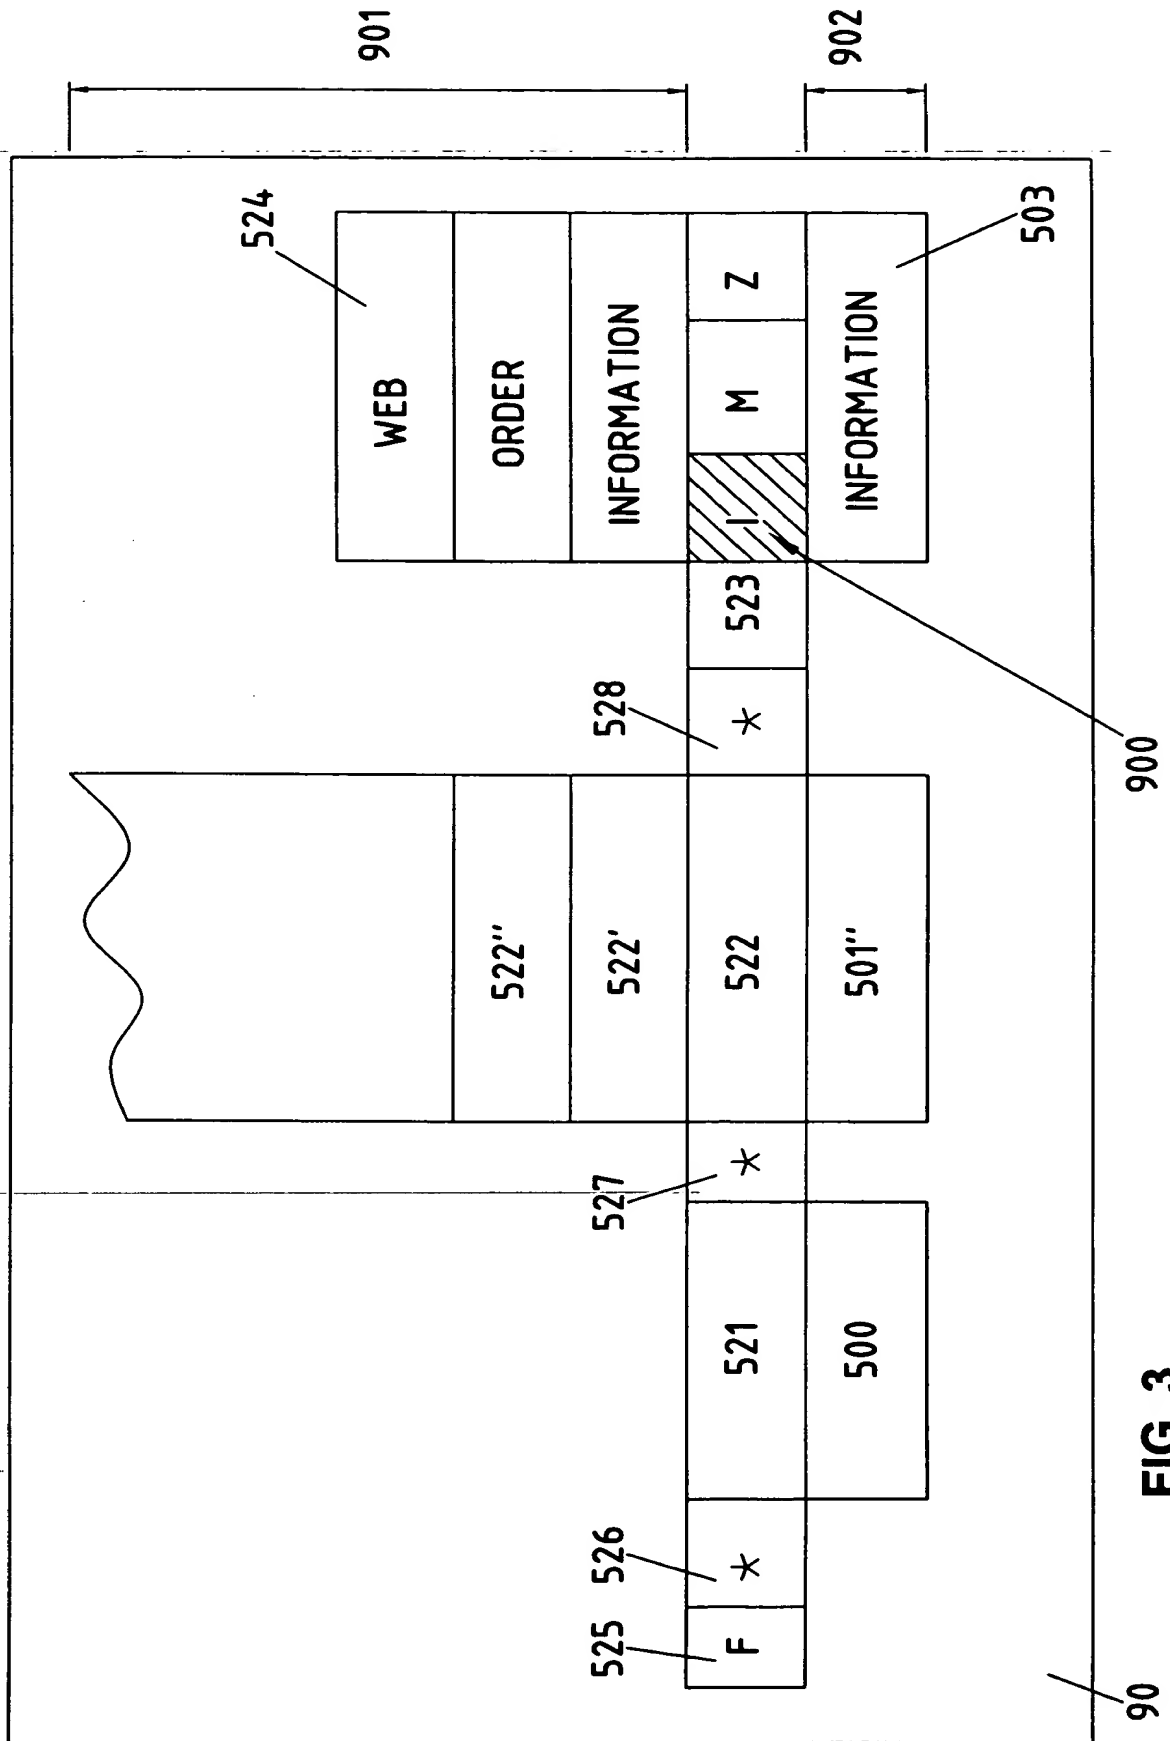 901
902
524
WEB
ORDER
INFORMATION
I M Z
INFORMATION
503
523
528
*
900
522''
522'
522
501''
527
*
521
500
526
*
525
F
90
FIG. 3